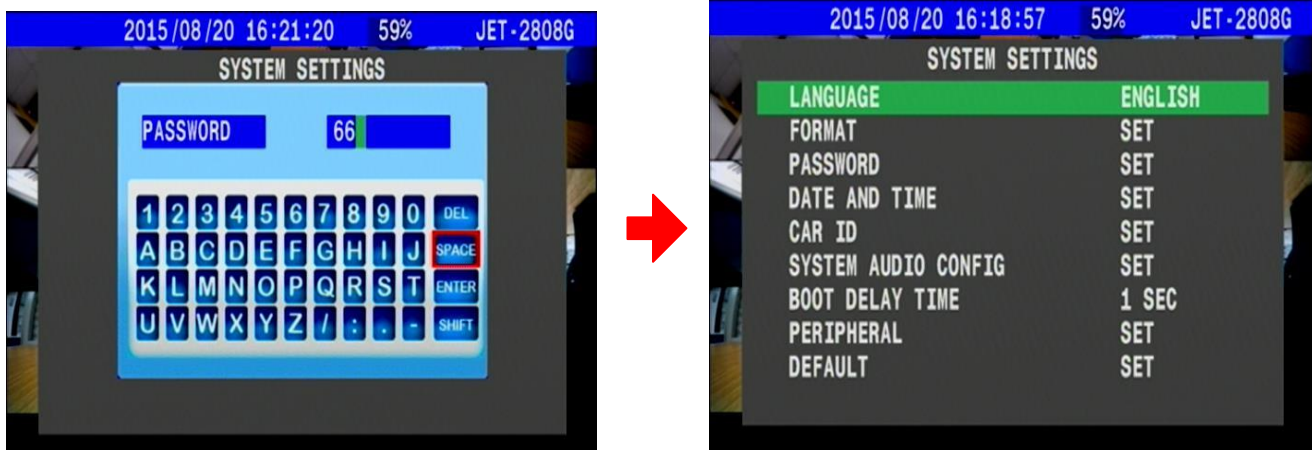 2015/08/20 16:21:20 59% JET-2808G
SYSTEM SETTINGS
PASSWORD 66
1 2 3 4 5 6 7 8 9 0 DEL
A B C D E F G H I J SPACE
K L M N O P Q R S T ENTER
U V W X Y Z / : . - SHIFT
2015/08/20 16:18:57 59% JET-2808G
SYSTEM SETTINGS
LANGUAGE ENGLISH
FORMAT SET
PASSWORD SET
DATE AND TIME SET
CAR ID SET
SYSTEM AUDIO CONFIG SET
BOOT DELAY TIME 1 SEC
PERIPHERAL SET
DEFAULT SET